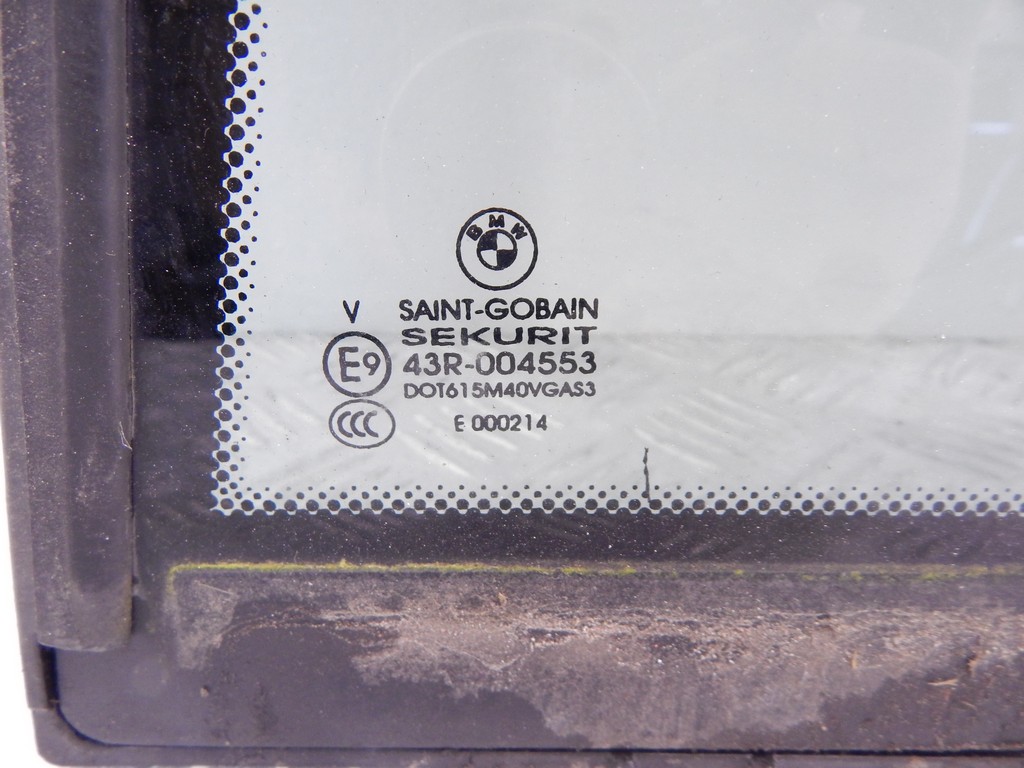 BMW
V SAINT-GOBAIN
SEKURIT
E9 43R-004553
DOT615M40VGAS3
CCC E 000214